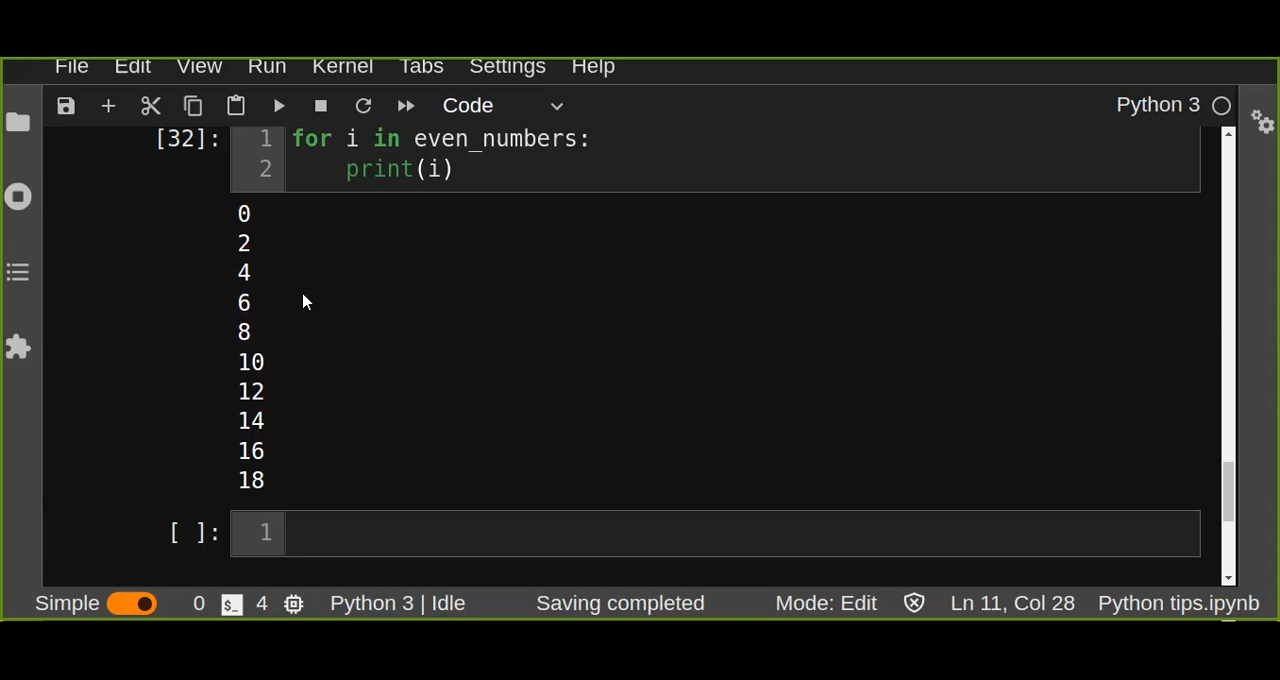 File Edit View Run Kernel Tabs Settings Help
Code Python 3
[32]: 1 for i in even_numbers:
2 print(i)
0
2
4
6
8
10
12
14
16
18
[ ]: 1
Simple 0 $_ 4 Python 3 | Idle Saving completed Mode: Edit Ln 11, Col 28 Python tips.ipynb